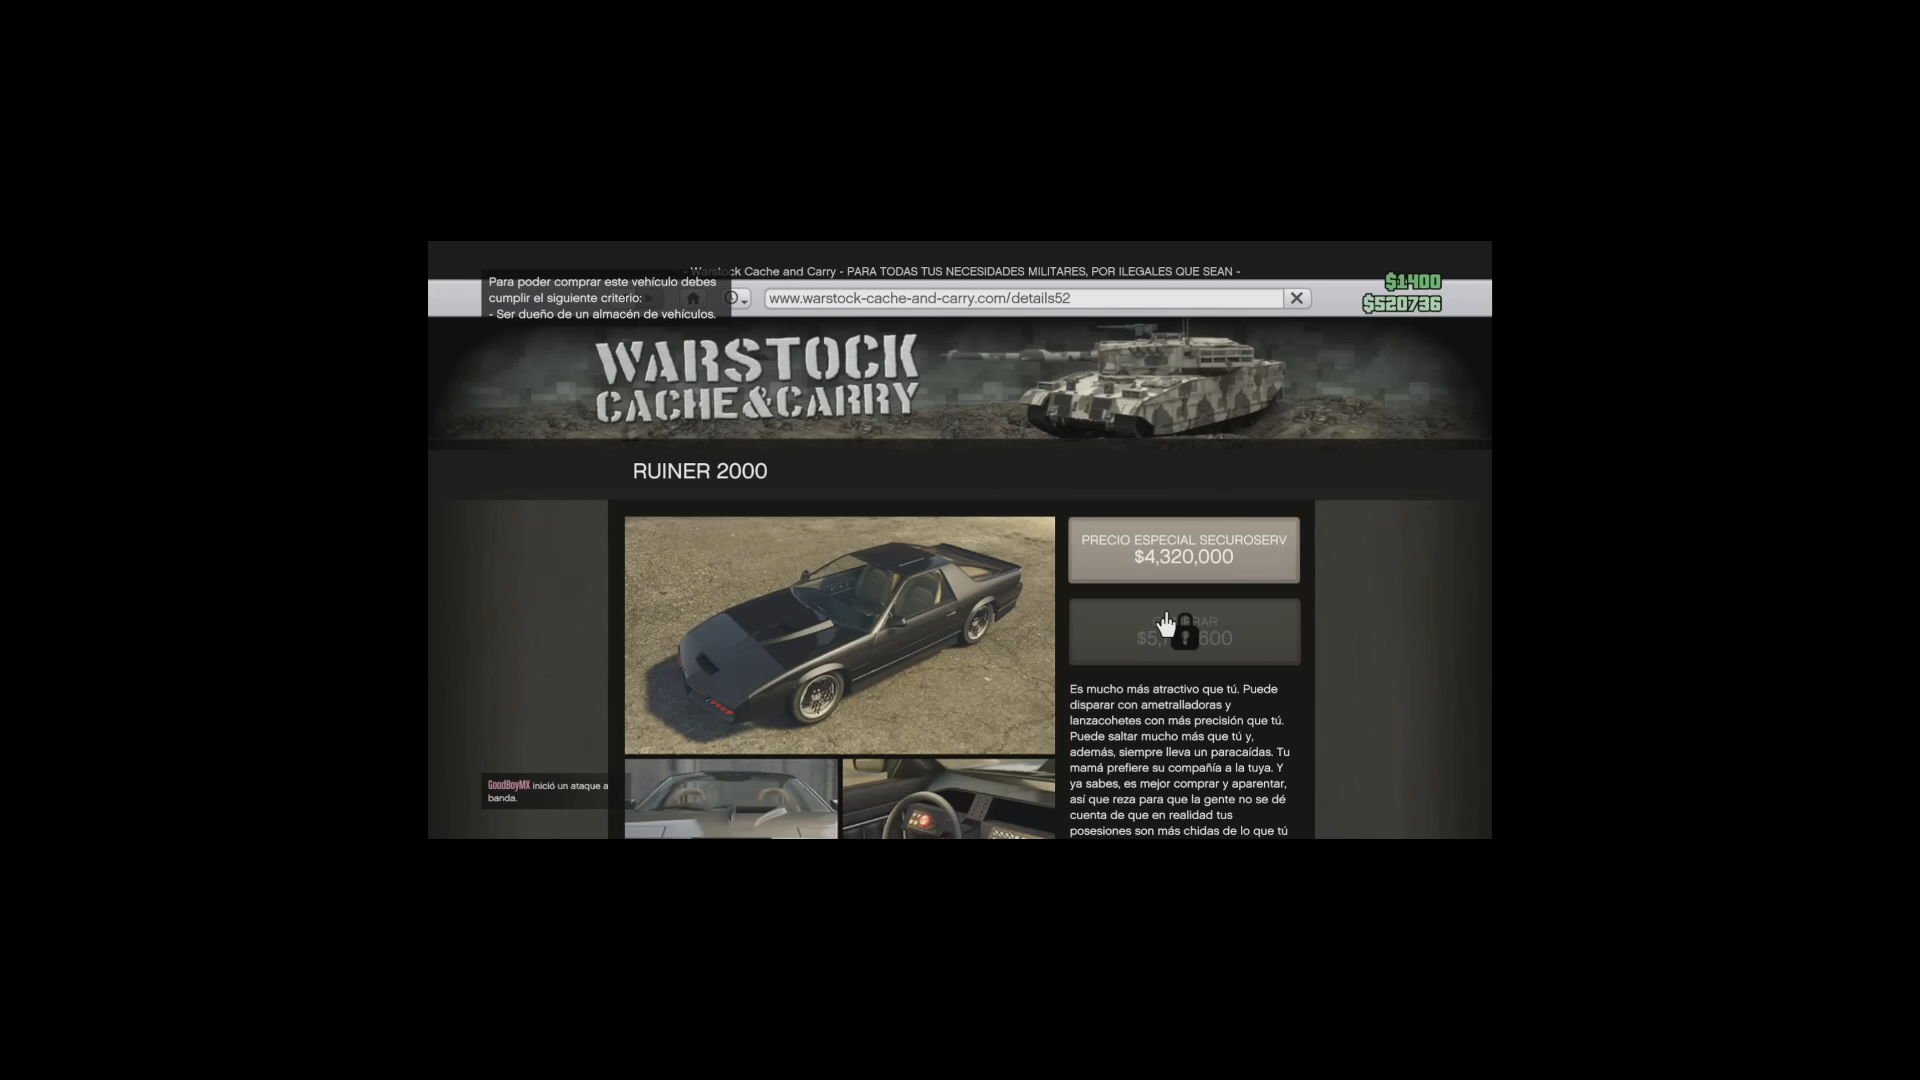 - Warstock Cache and Carry - PARA TODAS TUS NECESIDADES MILITARES, POR ILEGALES QUE SEAN -
Para poder comprar este vehículo debes
cumplir el siguiente criterio:
- Ser dueño de un almacén de vehículos.
www.warstock-cache-and-carry.com/details52
$1400
$520736
WARSTOCK
CACHE&CARRY
RUINER 2000
PRECIO ESPECIAL SECUROSERV
$4,320,000
Es mucho más atractivo que tú. Puede
disparar con ametralladoras y
lanzacohetes con más precisión que tú.
Puede saltar mucho más que tú y,
además, siempre lleva un paracaídas. Tu
mamá prefiere su compañía a la tuya. Y
ya sabes, es mejor comprar y aparentar,
así que reza para que la gente no se dé
cuenta de que en realidad tus
posesiones son más chidas de lo que tú
GoodBoyMX inició un ataque a
banda.